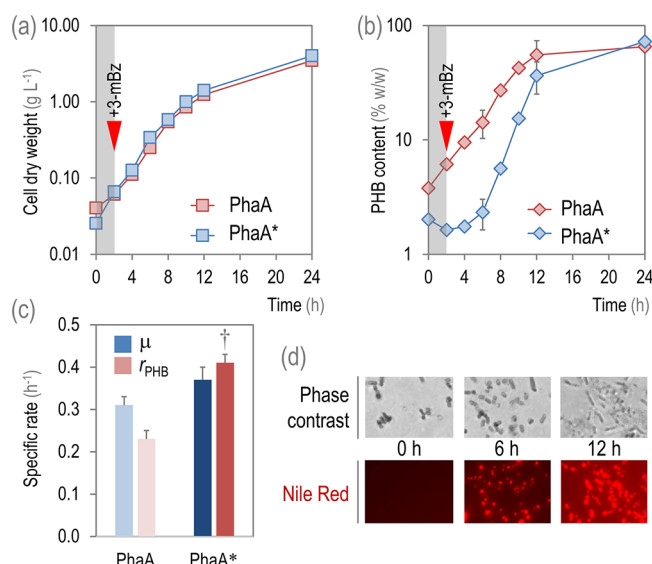 (a)
10.00
1.00
0.10
0.01
Cell dry weight (g L-1)
+3-mBz
PhaA
PhaA*
0 4 8 12 16 20 24
Time (h)
(b)
100
10
1
PHB content (% w/w)
+3-mBz
PhaA
PhaA*
0 4 8 12 16 20 24
Time (h)
(c)
0.5
0.4
0.3
0.2
0.1
0
Specific rate (h-1)
μ
rPHB
†
PhaA PhaA*
(d)
Phase
contrast
0 h 6 h 12 h
Nile Red